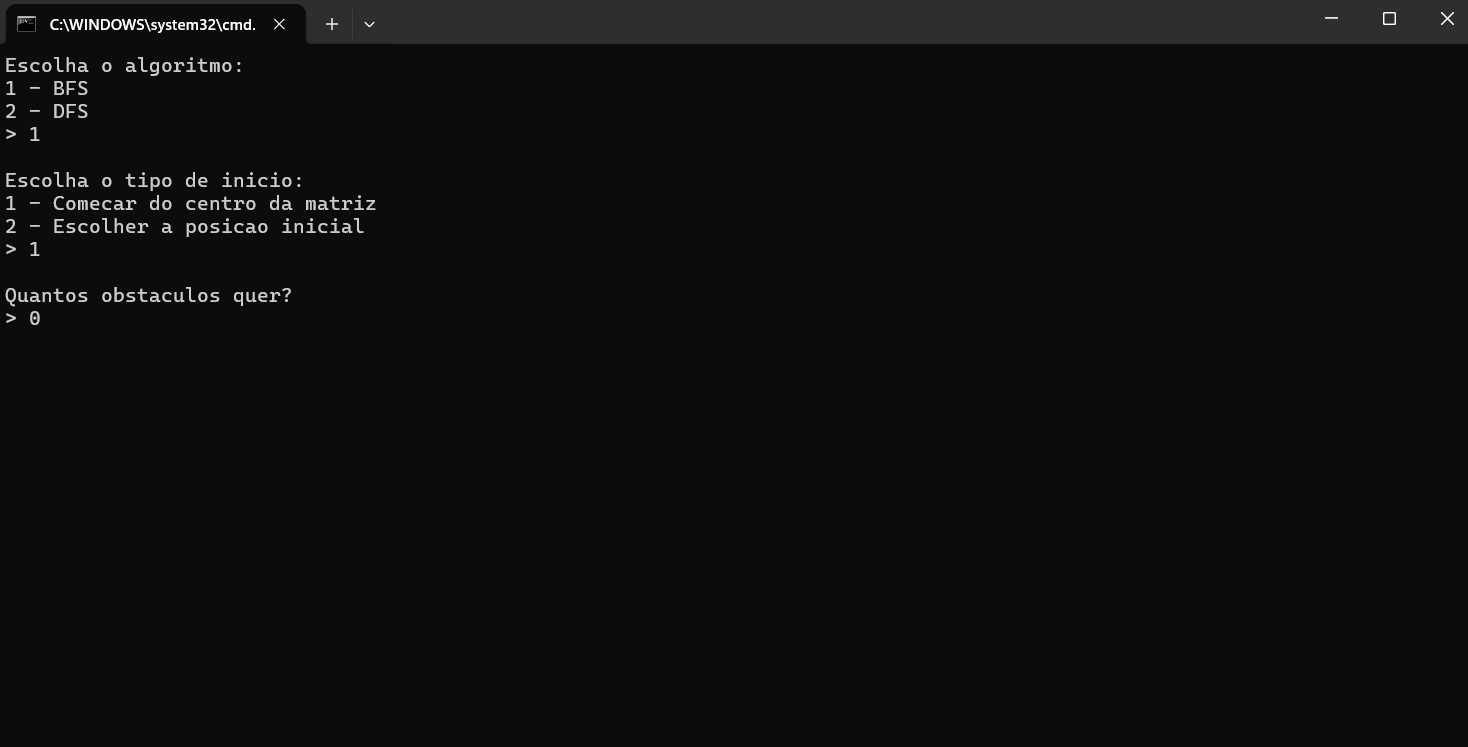 C:\WINDOWS\system32\cmd.
Escolha o algoritmo:
1 - BFS
2 - DFS
> 1
Escolha o tipo de inicio:
1 - Comecar do centro da matriz
2 - Escolher a posicao inicial
> 1
Quantos obstaculos quer?
> 0